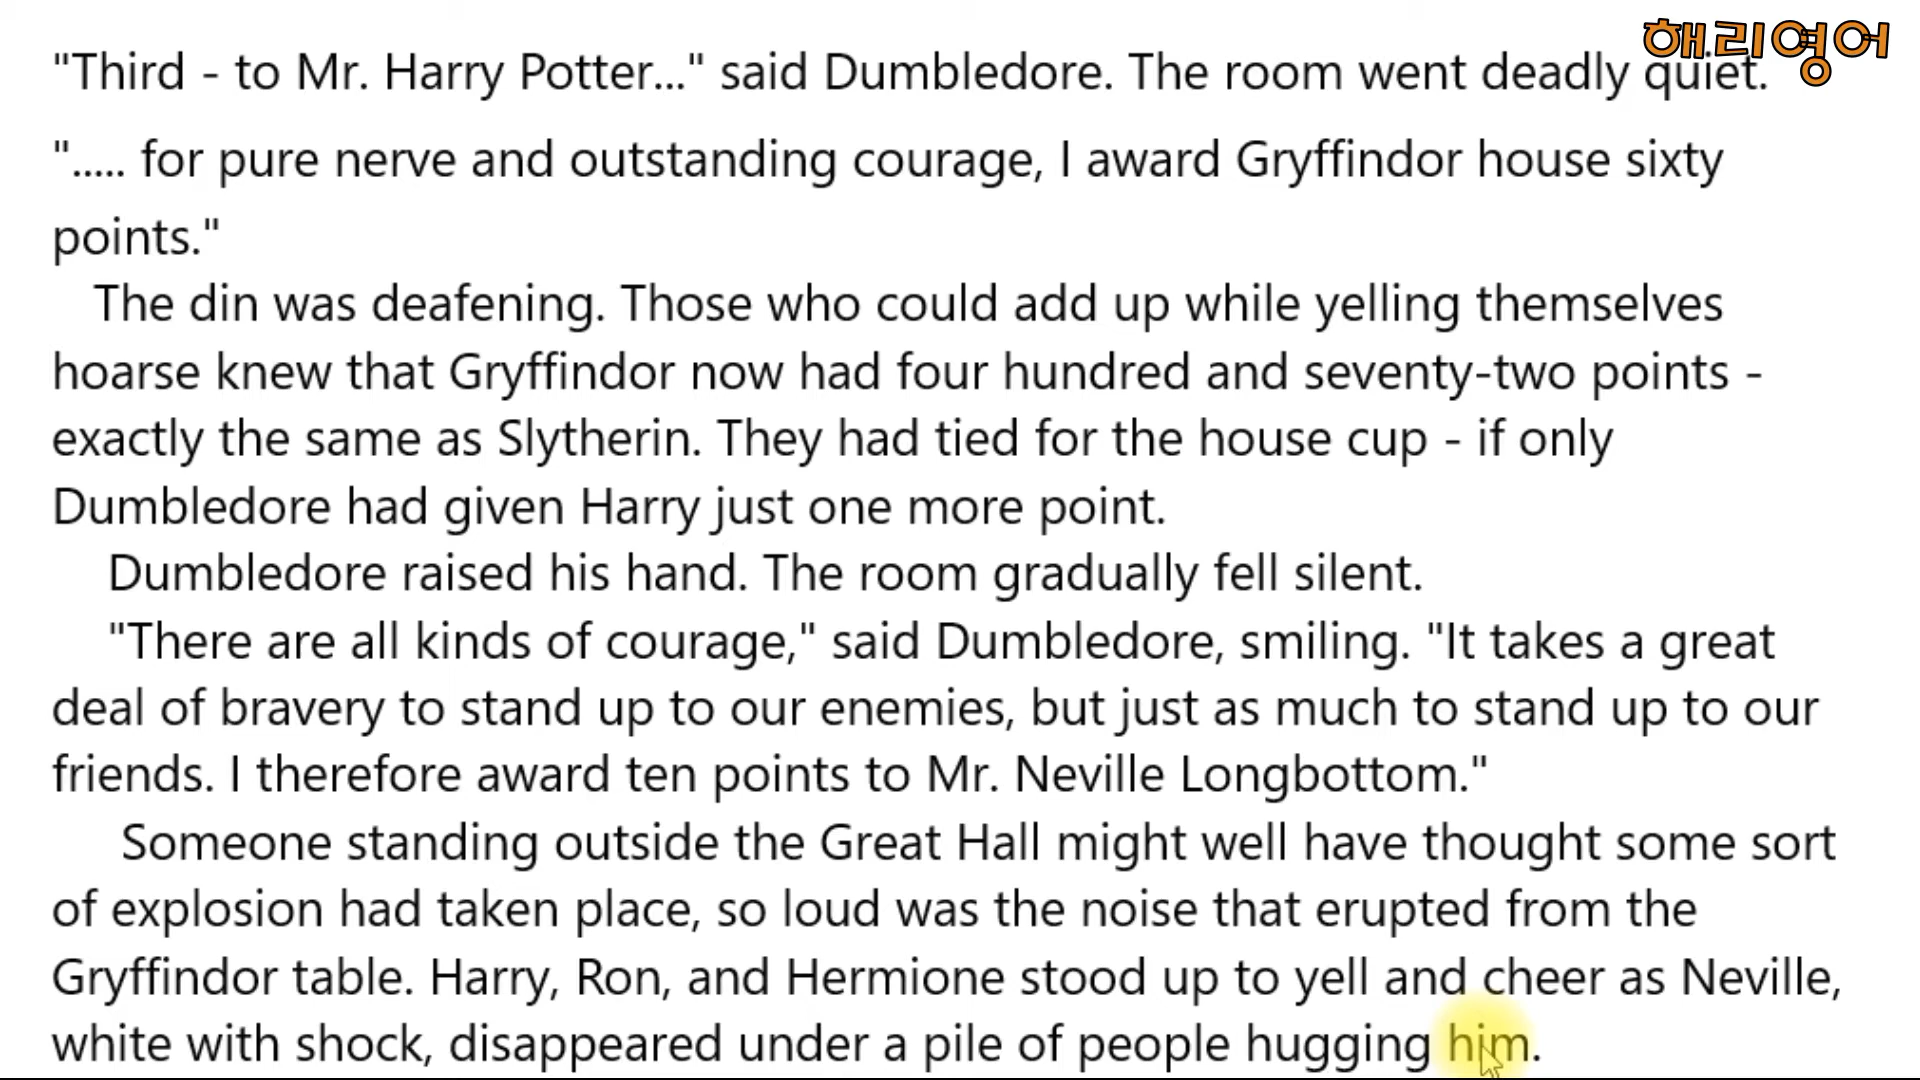 해리영어
"Third - to Mr. Harry Potter..." said Dumbledore. The room went deadly quiet.
"..... for pure nerve and outstanding courage, I award Gryffindor house sixty
points."
The din was deafening. Those who could add up while yelling themselves
hoarse knew that Gryffindor now had four hundred and seventy-two points -
exactly the same as Slytherin. They had tied for the house cup - if only
Dumbledore had given Harry just one more point.
Dumbledore raised his hand. The room gradually fell silent.
"There are all kinds of courage," said Dumbledore, smiling. "It takes a great
deal of bravery to stand up to our enemies, but just as much to stand up to our
friends. I therefore award ten points to Mr. Neville Longbottom."
Someone standing outside the Great Hall might well have thought some sort
of explosion had taken place, so loud was the noise that erupted from the
Gryffindor table. Harry, Ron, and Hermione stood up to yell and cheer as Neville,
white with shock, disappeared under a pile of people hugging him.